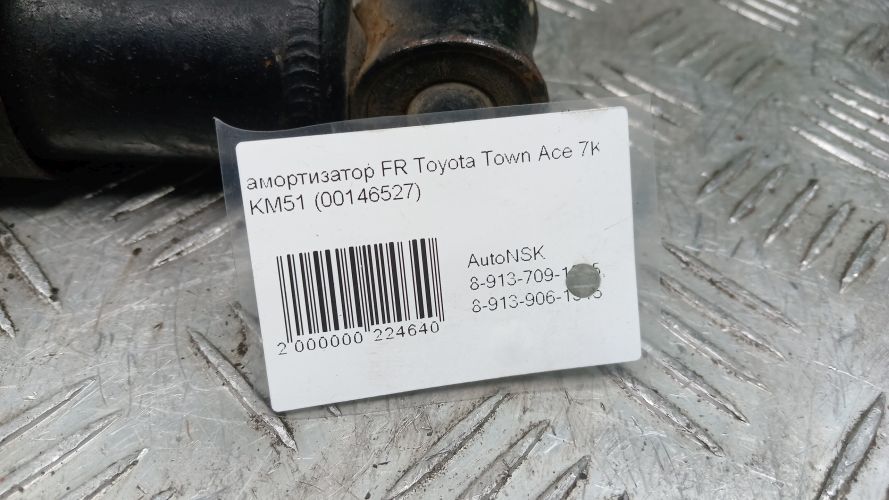 амортизатор FR Toyota Town Ace 7K
KM51 (00146527)
AutoNSK
2 000000 224640